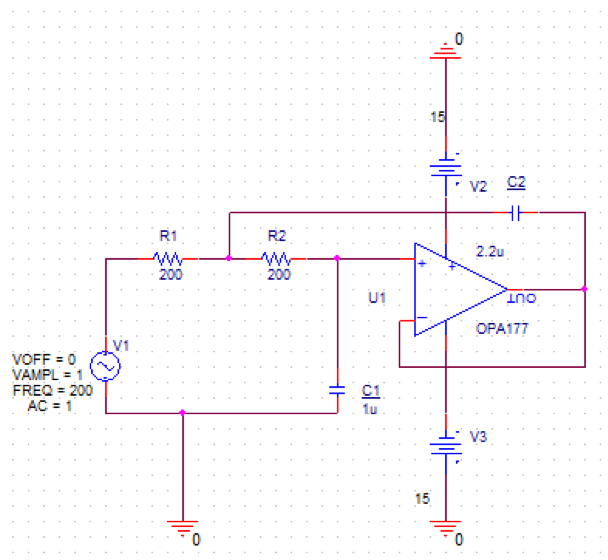 0
15
V2
C2
2.2u
R1
200
R2
200
U1
+
+
−
OUT
OPA177
V1
VOFF = 0
VAMPL = 1
FREQ = 200
AC = 1
C1
1u
V3
15
0
0